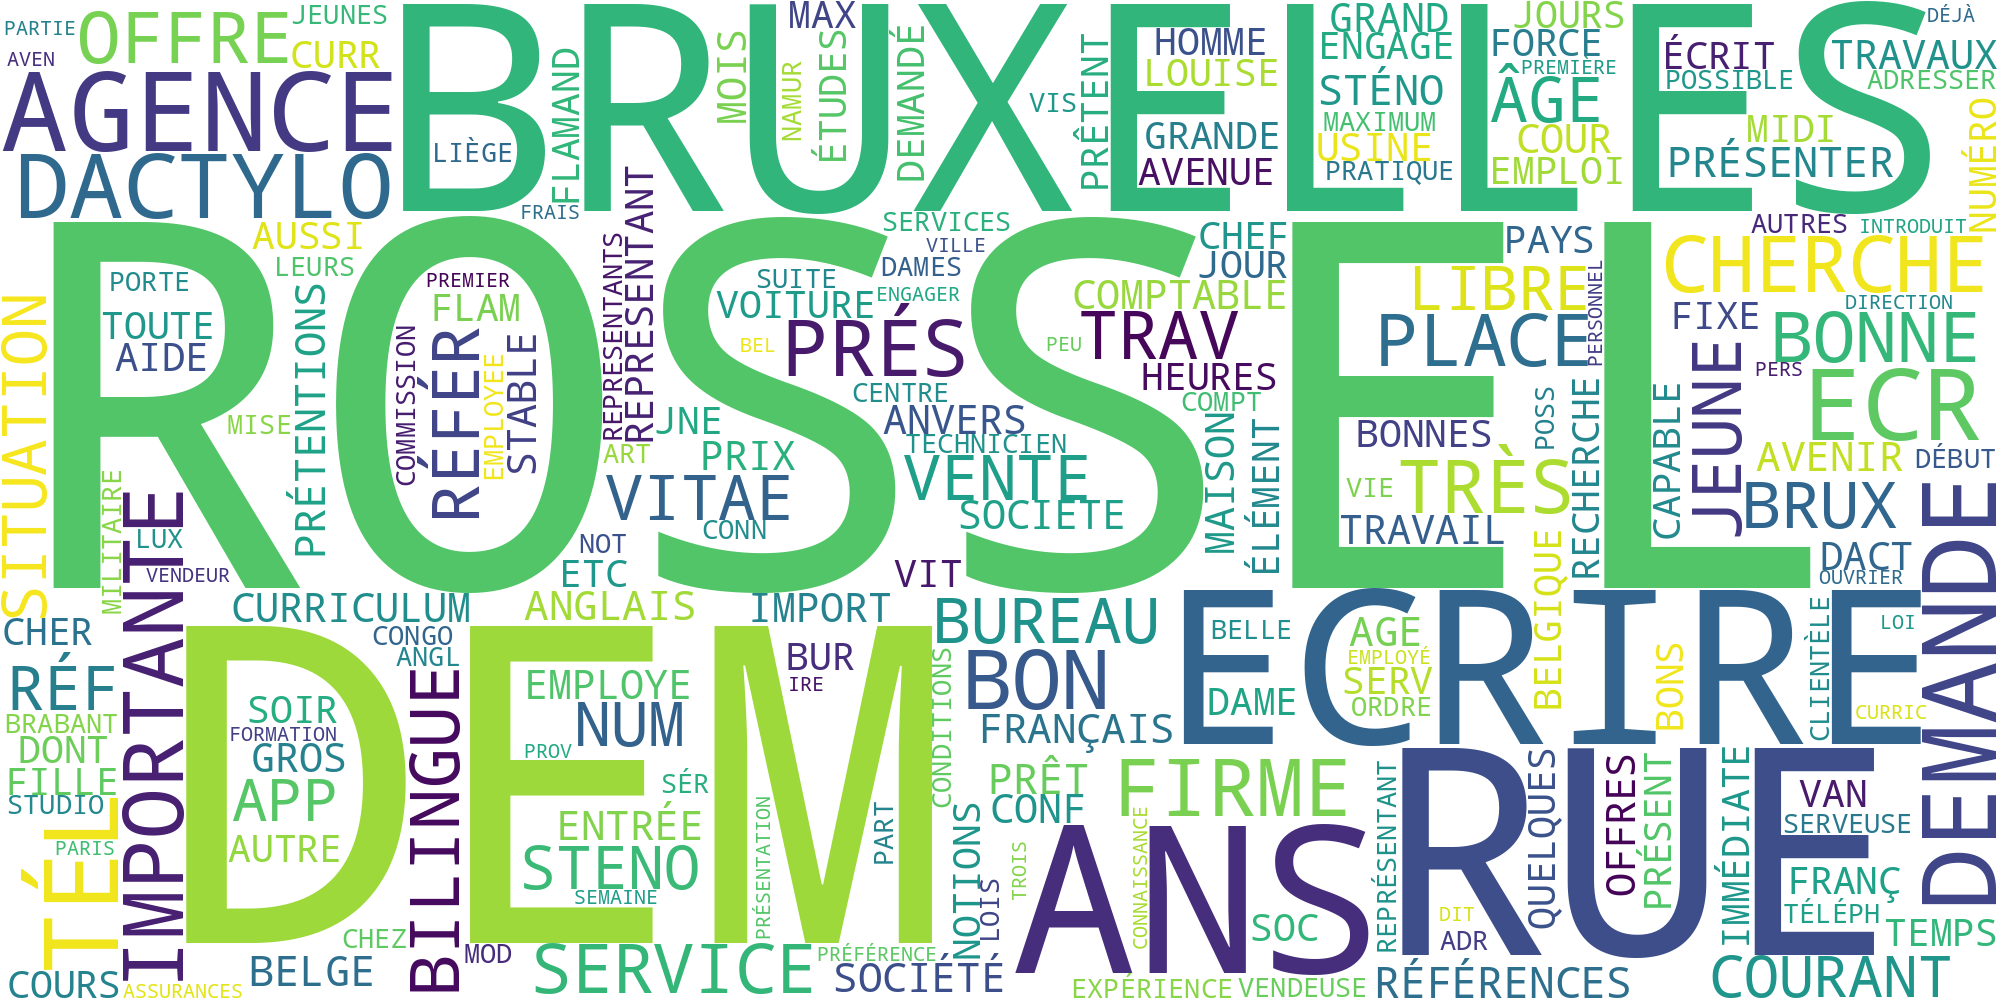 PARTIE
OFFRE
JEUNES
CURR
AVEN
AGENCE
DACTYLO
BRUXELLES
LIÈGE
FLAMAND
FRAIS
MOIS
MAX
NAMUR
ÉTUDES
DEMANDÉ
VIS
PRÊTENT
HOMME
LOUISE
GRANDE
AVENUE
GRAND
ENGAGE
STÉNO
MAXIMUM
USINE
PRATIQUE
JOURS
FORCE
PREMIÈRE
ÂGE
COUR
EMPLOI
ÉCRIT
POSSIBLE
MIDI
PRÉSENTER
DÉJÀ
TRAVAUX
ADRESSER
NUMÉRO
ROSSEL
AUSSI
LEURS
PORTE
TOUTE
AIDE
MISE
SITUATION
PRÉTENTIONS
MILITAIRE
LUX
VENDEUR
PREMIER
FLAM
COMMISSION
RÉFÉR
EMPLOYEE
STABLE
REPRESENTANTS
REPRESENTANT
SERVICES
VILLE
DAMES
ENGAGER
SUITE
VOITURE
BEL
PRÉS
JNE
ART
PRIX
VITAE
CONN
NOT
ETC
CENTRE
ANVERS
TECHNICIEN
VENTE
SOCIETE
VIT
CHEF
JOUR
COMPTABLE
PEU
TRAV
HEURES
COMPT
MAISON
ÉLÉMENT
PAYS
LIBRE
PLACE
PERSONNEL
BONNES
POSS
VIE
TRÈS
TRAVAIL
RECHERCHE
BELGIQUE
AUTRES
INTRODUIT
CHERCHE
DIRECTION
FIXE
BONNE
PERS
JEUNE
ECR
CAPABLE
AVENIR
DÉBUT
BRUX
DACT
OUVRIER
DEMANDE
CHER
RÉF
BRABANT
DONT
FILLE
STUDIO
TÉL
PARIS
COURS
ASSURANCES
IMPORTANTE
CURRICULUM
CONGO
ANGL
ANGLAIS
IMPORT
DEM
SOIR
FORMATION
GROS
APP
AUTRE
CHEZ
BELGE
BILINGUE
MOD
EMPLOYE
NUM
PROV
SÉR
ENTRÉE
STENO
SEMAINE
SERVICE
BUR
IRE
PRÉSENTATION
PART
PRÉFÉRENCE
SOCIÉTÉ
BUREAU
BON
CONDITIONS
FRANÇAIS
PRÊT
CONF
NOTIONS
LOIS
TROIS
FIRME
CONNAISSANCE
ANS
SOC
EXPÉRIENCE
VENDEUSE
ECRIRE
BELLE
DAME
AGE
EMPLOYÉ
SERV
ORDRE
BONS
CLIENTÈLE
LOI
CURRIC
RUE
REPRÉSENTANT
DIT
ADR
RÉFÉRENCES
QUELQUES
OFFRES
PRÉSENT
IMMÉDIATE
VAN
SERVEUSE
FRANÇ
TÉLÉPH
TEMPS
COURANT